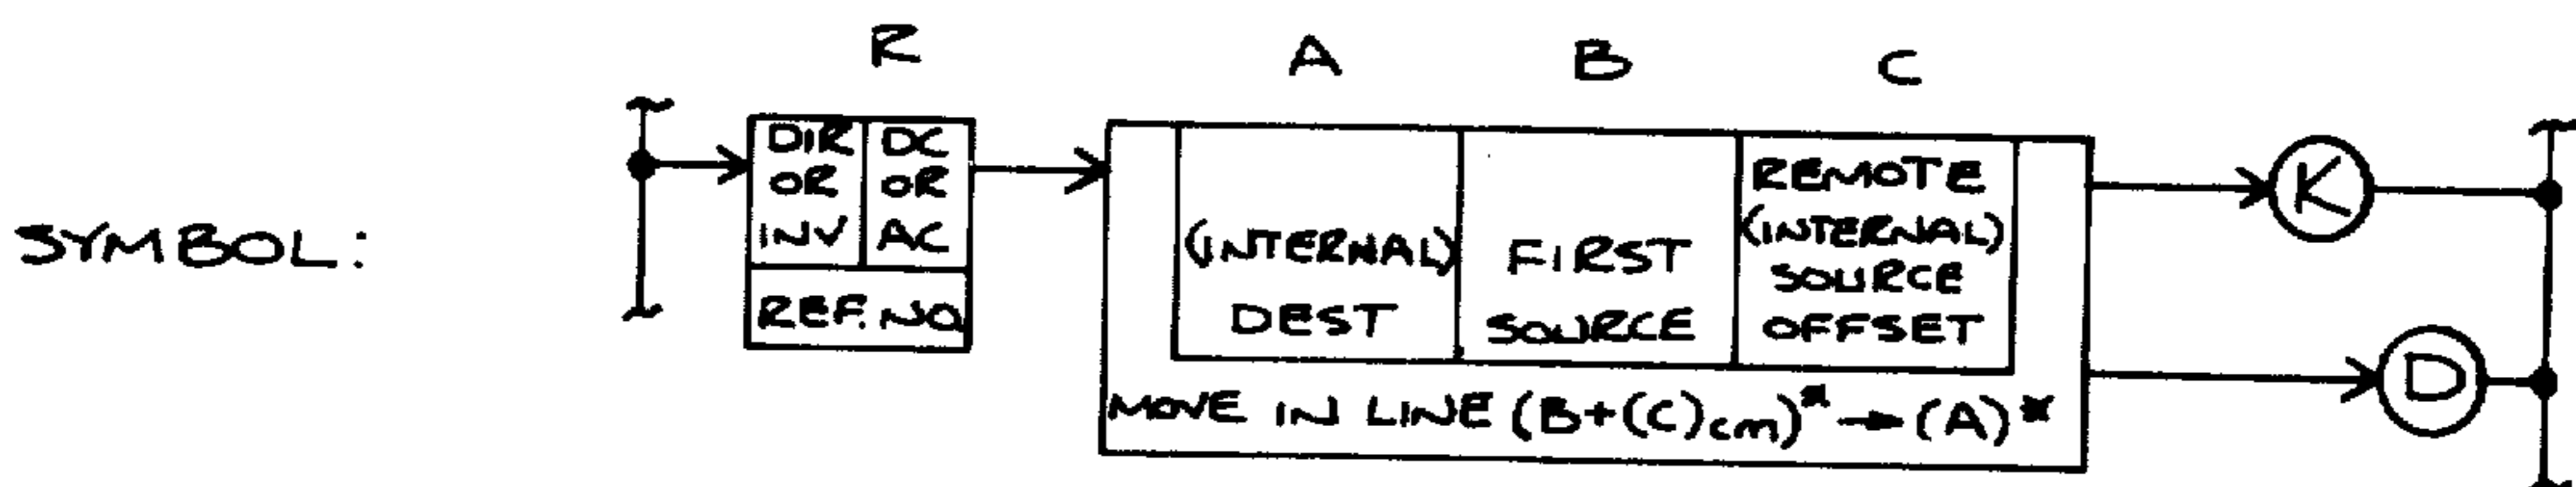 R A B C
SYMBOL:
DIR
OR
INV
DC
OR
AC
REF. NO.
(INTERNAL)
DEST
FIRST
SOURCE
REMOTE
(INTERNAL)
SOURCE
OFFSET
MOVE IN LINE (B+(C)cm)* → (A)*
K
D